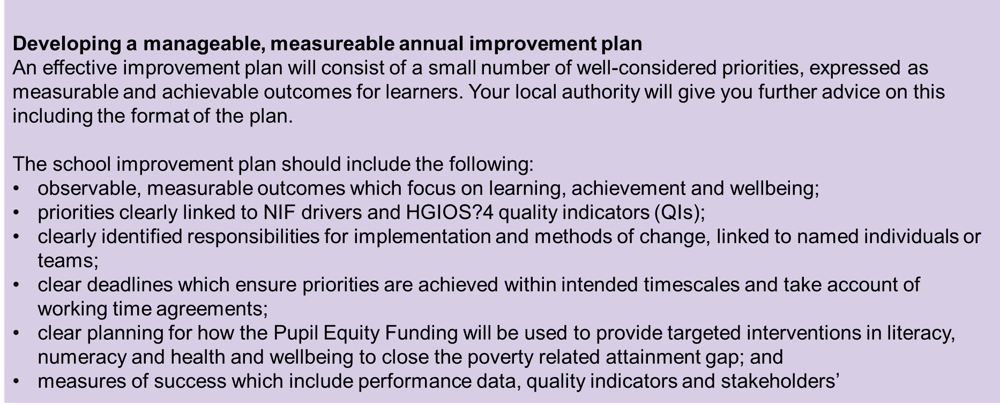 Developing a manageable, measureable annual improvement plan
An effective improvement plan will consist of a small number of well-considered priorities, expressed as
measurable and achievable outcomes for learners. Your local authority will give you further advice on this
including the format of the plan.
The school improvement plan should include the following:
• observable, measurable outcomes which focus on learning, achievement and wellbeing;
• priorities clearly linked to NIF drivers and HGIOS?4 quality indicators (QIs);
• clearly identified responsibilities for implementation and methods of change, linked to named individuals or
teams;
• clear deadlines which ensure priorities are achieved within intended timescales and take account of
working time agreements;
• clear planning for how the Pupil Equity Funding will be used to provide targeted interventions in literacy,
numeracy and health and wellbeing to close the poverty related attainment gap; and
• measures of success which include performance data, quality indicators and stakeholders’